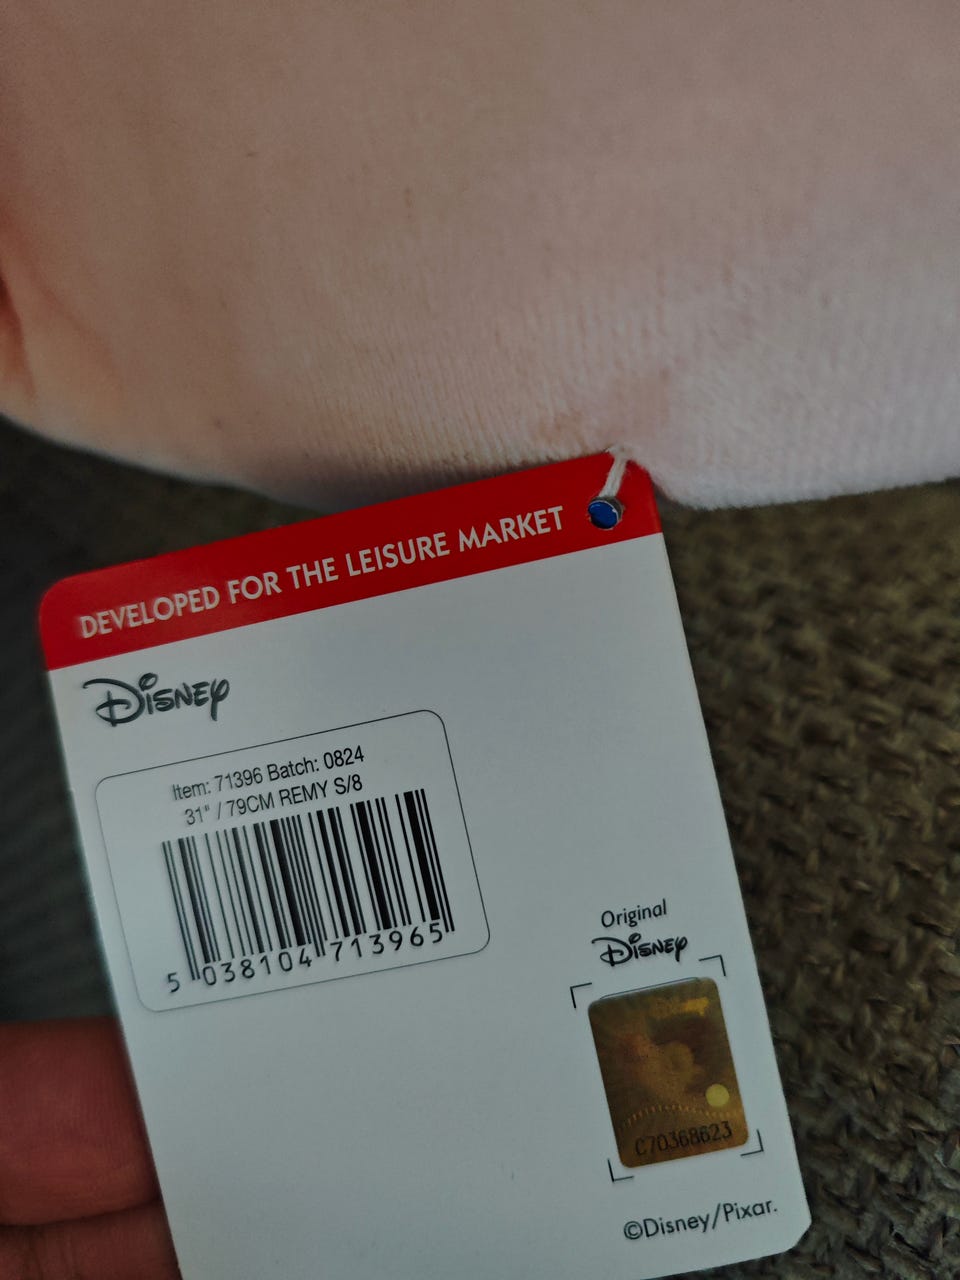 DEVELOPED FOR THE LEISURE MARKET
Disney
Item: 71396 Batch: 0824
31" / 79CM REMY S/8
5 038104 713965
Original
Disney
C70368623
©Disney/Pixar.